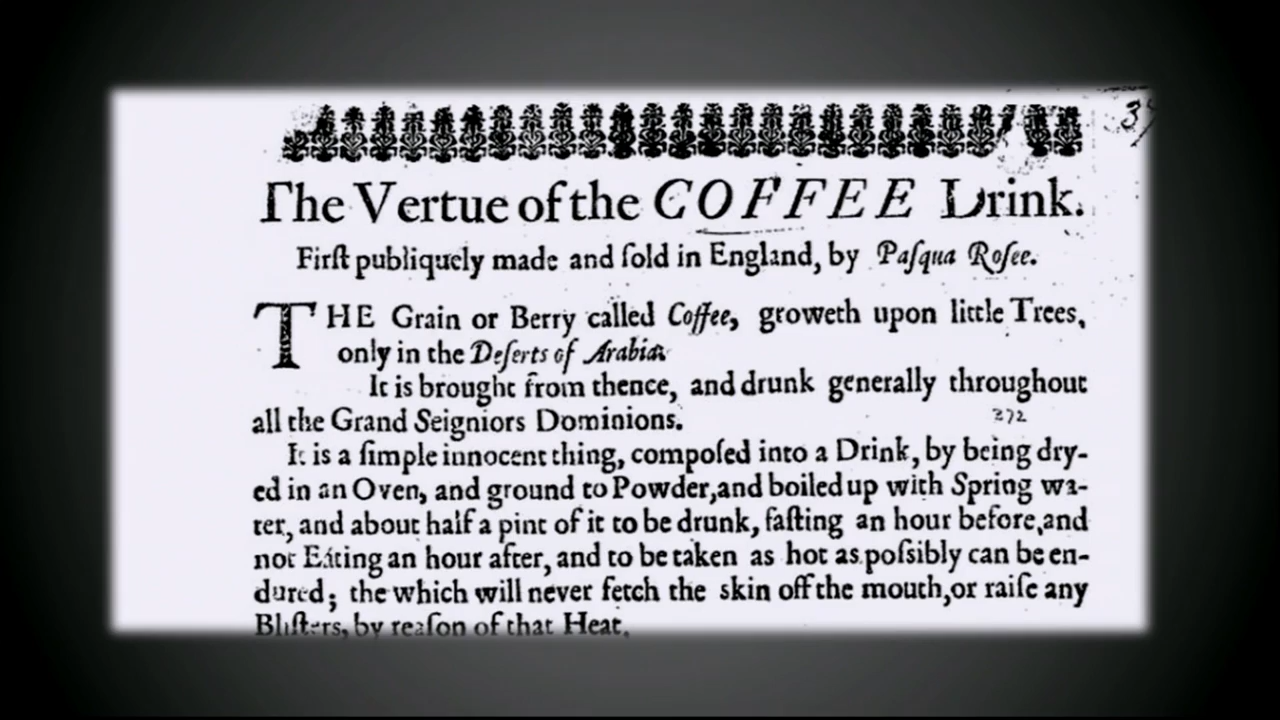 37
The Vertue of the COFFEE Drink.
Firſt publiquely made and ſold in England, by Paſqua Roſee.
THE Grain or Berry called Coffee, groweth upon little Trees,
only in the Deſerts of Arabia.
It is brought from thence, and drunk generally throughout
all the Grand Seigniors Dominions.
372
It is a ſimple innocent thing, compoſed into a Drink, by being dry-
ed in an Oven, and ground to Powder, and boiled up with Spring wa-
ter, and about half a pint of it to be drunk, faſting an hour before, and
not Eating an hour after, and to be taken as hot as poſsibly can be en-
dured; the which will never fetch the skin off the mouth, or raiſe any
Bliſters, by reaſon of that Heat.